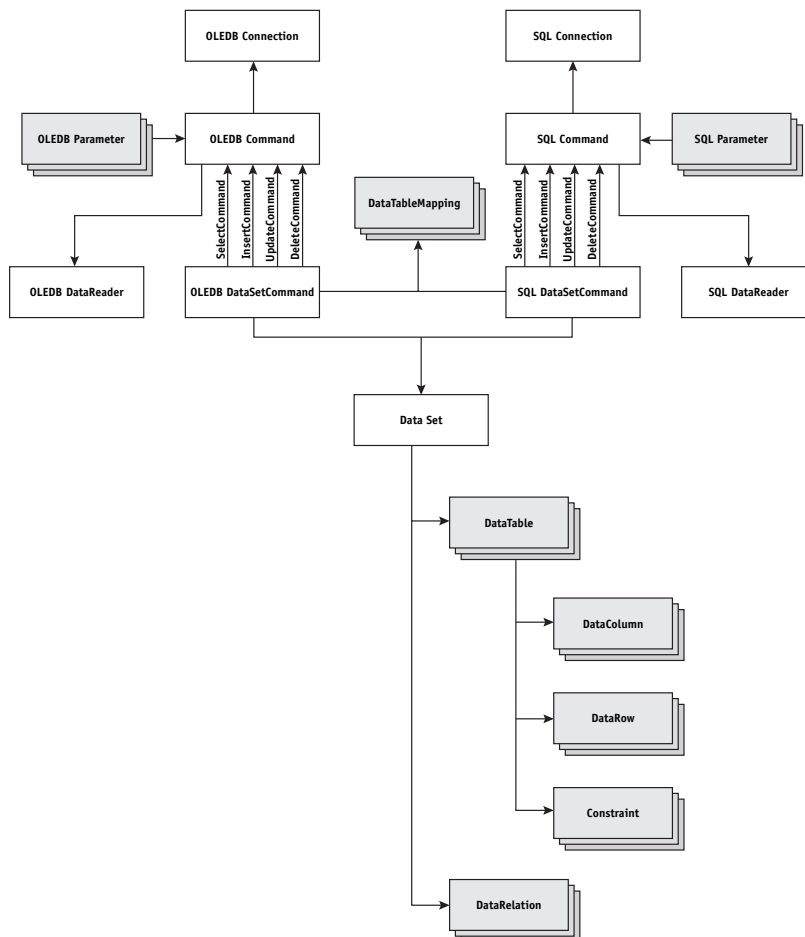 OLEDB Connection
SQL Connection
OLEDB Parameter
OLEDB Command
SQL Command
SQL Parameter
SelectCommand
InsertCommand
UpdateCommand
DeleteCommand
DataTableMapping
SelectCommand
InsertCommand
UpdateCommand
DeleteCommand
OLEDB DataReader
OLEDB DataSetCommand
SQL DataSetCommand
SQL DataReader
Data Set
DataTable
DataColumn
DataRow
Constraint
DataRelation